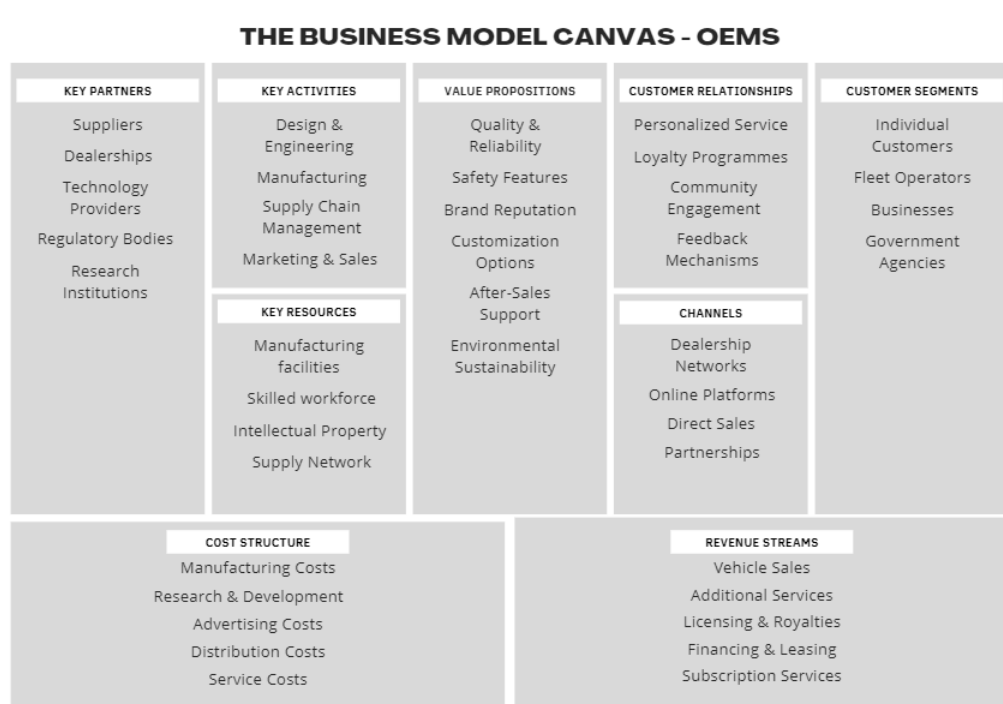 THE BUSINESS MODEL CANVAS - OEMS
KEY PARTNERS
Suppliers
Dealerships
Technology
Providers
Regulatory Bodies
Research
Institutions
KEY ACTIVITIES
Design &
Engineering
Manufacturing
Supply Chain
Management
Marketing & Sales
KEY RESOURCES
Manufacturing
facilities
Skilled workforce
Intellectual Property
Supply Network
VALUE PROPOSITIONS
Quality &
Reliability
Safety Features
Brand Reputation
Customization
Options
After-Sales
Support
Environmental
Sustainability
CUSTOMER RELATIONSHIPS
Personalized Service
Loyalty Programmes
Community
Engagement
Feedback
Mechanisms
CHANNELS
Dealership
Networks
Online Platforms
Direct Sales
Partnerships
CUSTOMER SEGMENTS
Individual
Customers
Fleet Operators
Businesses
Government
Agencies
COST STRUCTURE
Manufacturing Costs
Research & Development
Advertising Costs
Distribution Costs
Service Costs
REVENUE STREAMS
Vehicle Sales
Additional Services
Licensing & Royalties
Financing & Leasing
Subscription Services